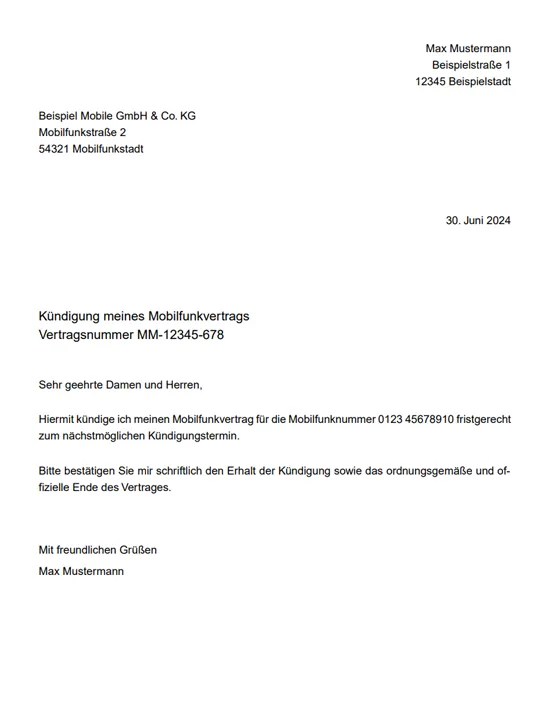 Max Mustermann
Beispielstraße 1
12345 Beispielstadt
Beispiel Mobile GmbH & Co. KG
Mobilfunkstraße 2
54321 Mobilfunkstadt
30. Juni 2024
Kündigung meines Mobilfunkvertrags
Vertragsnummer MM-12345-678
Sehr geehrte Damen und Herren,
Hiermit kündige ich meinen Mobilfunkvertrag für die Mobilfunknummer 0123 45678910 fristgerecht
zum nächstmöglichen Kündigungstermin.
Bitte bestätigen Sie mir schriftlich den Erhalt der Kündigung sowie das ordnungsgemäße und of-
fizielle Ende des Vertrages.
Mit freundlichen Grüßen
Max Mustermann